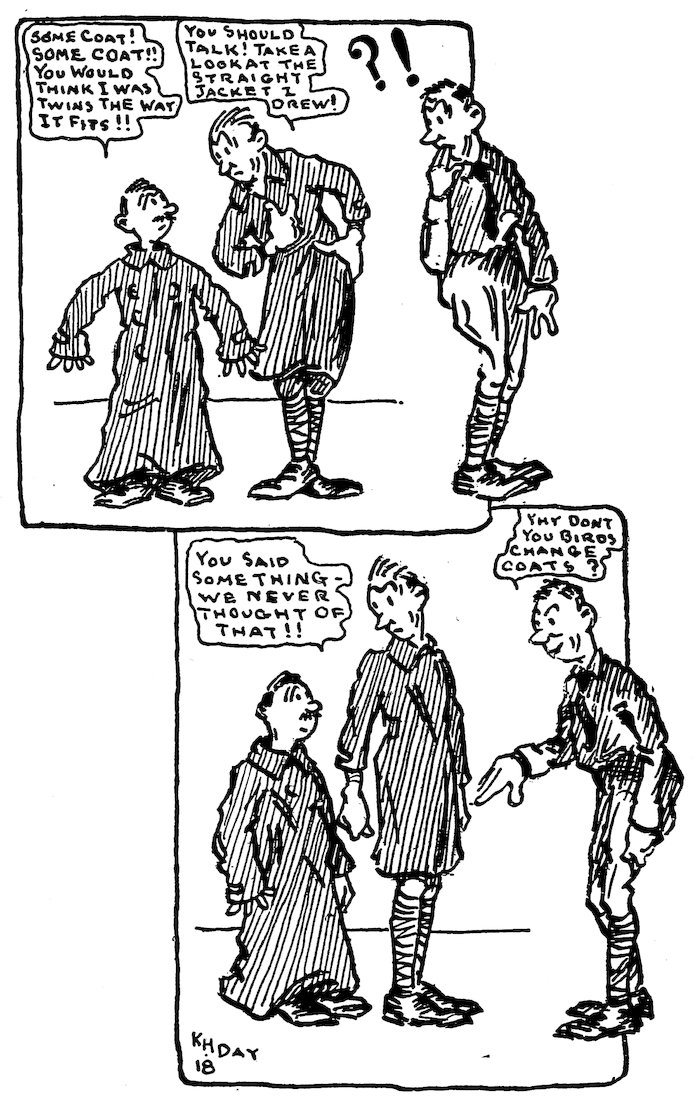 SOME COAT!
SOME COAT!!
YOU WOULD
THINK I WAS
TWINS THE WAY
IT FITS!!
YOU SHOULD
TALK! TAKE A
LOOK AT THE
STRAIGHT
JACKET I
DREW!
?!
YOU SAID
SOMETHING-
WE NEVER
THOUGHT OF
THAT!!
YHY DONT
YOU BIRDS
CHANGE
COATS?
K.H. DAY
18